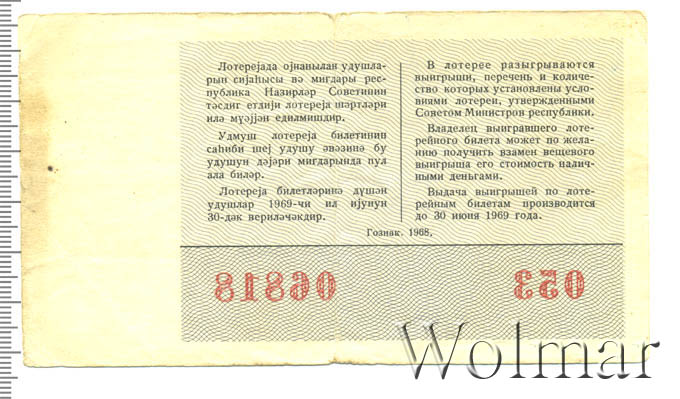 Лотерејада ојнанылан удушла-
рын сијаһысы вә мигдары рес-
публика Назирләр Советинин
тәсдиг етдији лотереја шәртләри
илә мүәјјән едилмишдир.
Удмуш лотереја билетинин
саһиби шеј удушу әвәзинә бу
удушун дәјәри мигдарында пул
ала биләр.
Лотереја билетләринә дүшән
удушлар 1969-чи ил ијунун
30-дәк вериләчәкдир.
В лотерее разыгрываются
выигрыши, перечень и количе-
ство которых установлены усло-
виями лотереи, утвержденными
Советом Министров республики.
Владелец выигравшего лоте-
рейного билета может по жела-
нию получить взамен вещевого
выигрыша его стоимость налич-
ными деньгами.
Выдача выигрышей по лоте-
рейным билетам производится
до 30 июня 1969 года.
Гознак. 1968.
06818 053
Wolmar